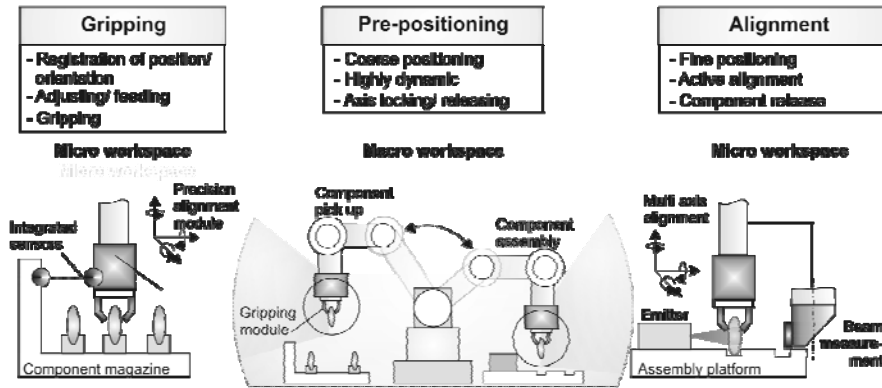 Gripping
- Registration of position/
orientation
- Adjusting/ feeding
- Gripping
Micro workspace
Micro workspace
Precision
alignment
module
Integrated
sensors
Component magazine
Pre-positioning
- Coarse positioning
- Highly dynamic
- Axis locking/ releasing
Macro workspace
Component
pick up
Component
assembly
Gripping
module
Alignment
- Fine positioning
- Active alignment
- Component release
Micro workspace
Multi axis
alignment
Emitter
Assembly platform
Beam
measure-
ment